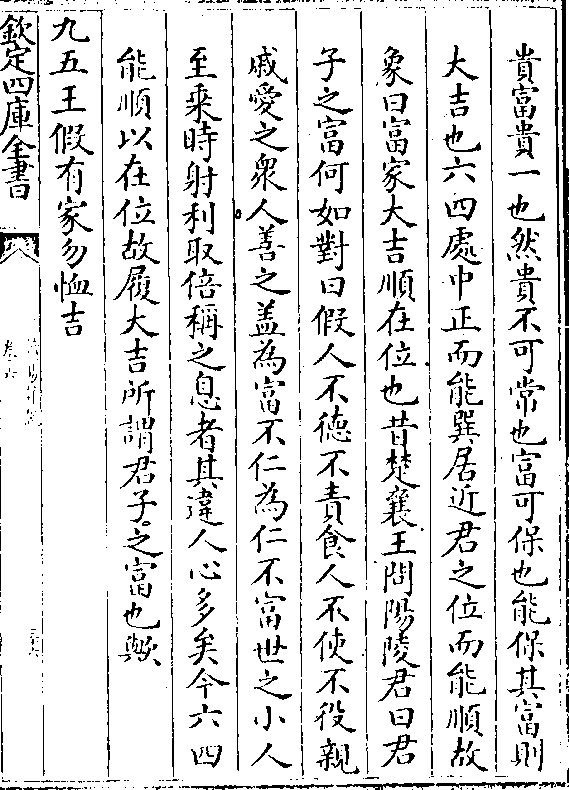 貴富貴一也然貴不可常也富可保也能保其富則
大吉也六四處中正而能巽居近君之位而能順故
象曰富家大吉順在位也昔楚襄王問陽陵君曰君
子之富何如對曰假人不德不責食人不使不役親
戚愛之衆人善之盖為富不仁為仁不富世之小人
至乘時射利取倍稱之息者其違人心多矣今六四
能順以在位故履大吉所謂君子之富也歟
九五王假有家勿恤吉
欽定四庫全書